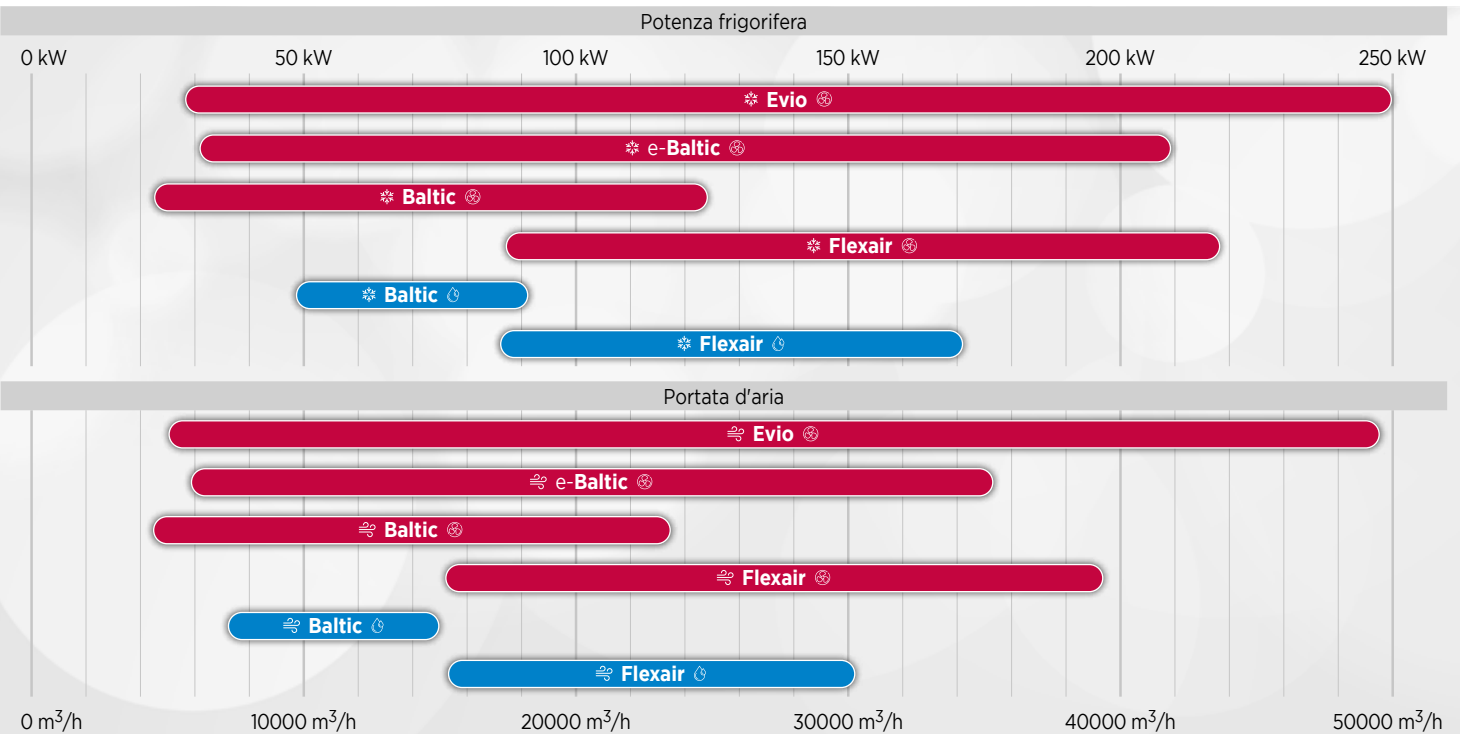 Potenza frigorifera
0 kW 50 kW 100 kW 150 kW 200 kW 250 kW
Evio
e-Baltic
Baltic
Flexair
Baltic
Flexair
Portata d'aria
Evio
e-Baltic
Baltic
Flexair
Baltic
Flexair
0 m³/h 10000 m³/h 20000 m³/h 30000 m³/h 40000 m³/h 50000 m³/h